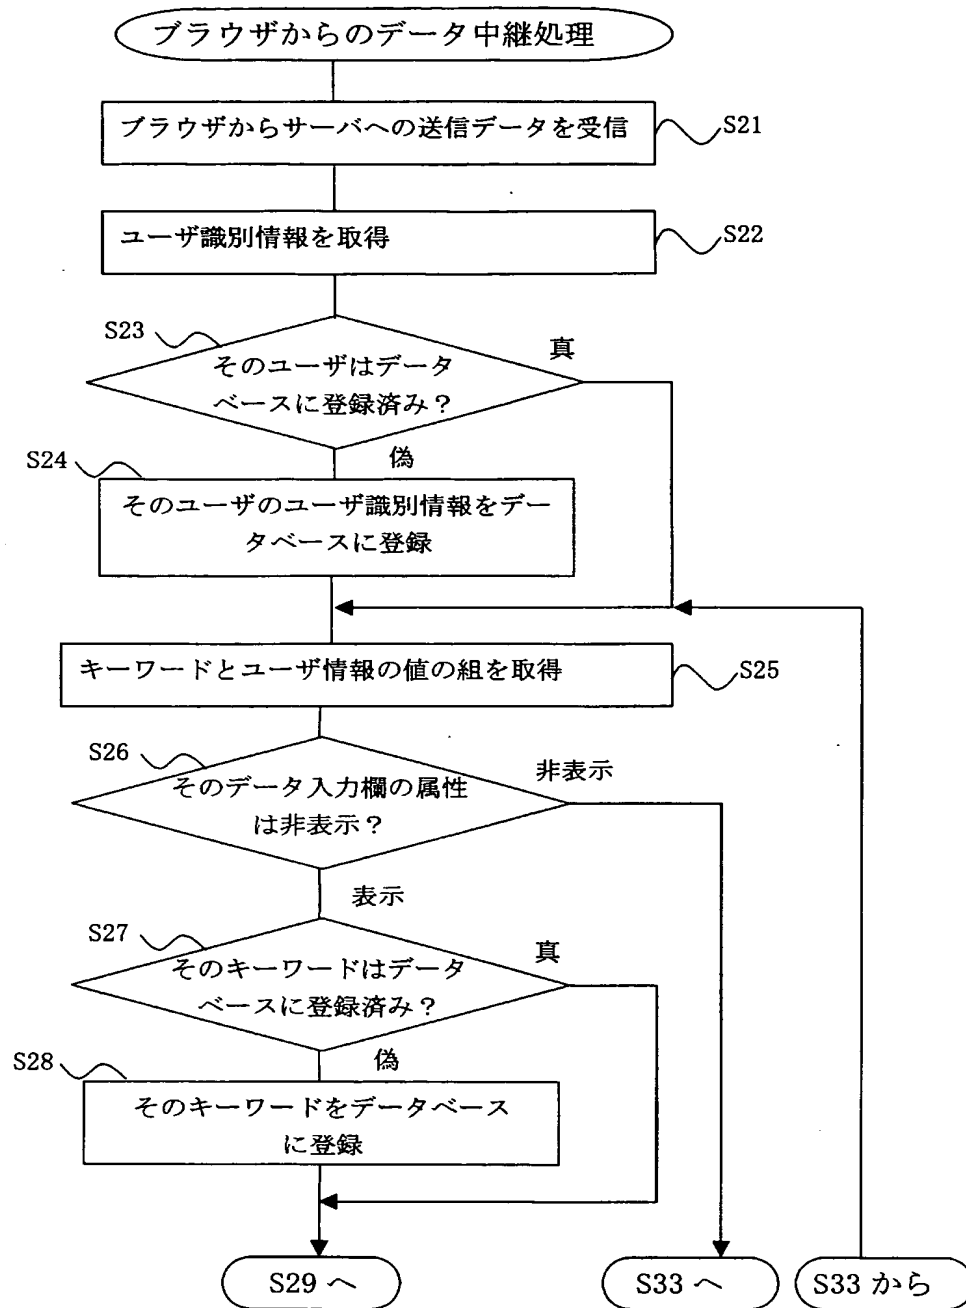 ブラウザからのデータ中継処理
ブラウザからサーバへの送信データを受信
S21
ユーザ識別情報を取得
S22
S23
そのユーザはデータ
ベースに登録済み？
真
偽
S24
そのユーザのユーザ識別情報をデー
タベースに登録
キーワードとユーザ情報の値の組を取得
S25
S26
そのデータ入力欄の属性
は非表示？
非表示
表示
S27
そのキーワードはデータ
ベースに登録済み？
真
偽
S28
そのキーワードをデータベース
に登録
S29 へ
S33 へ
S33 から